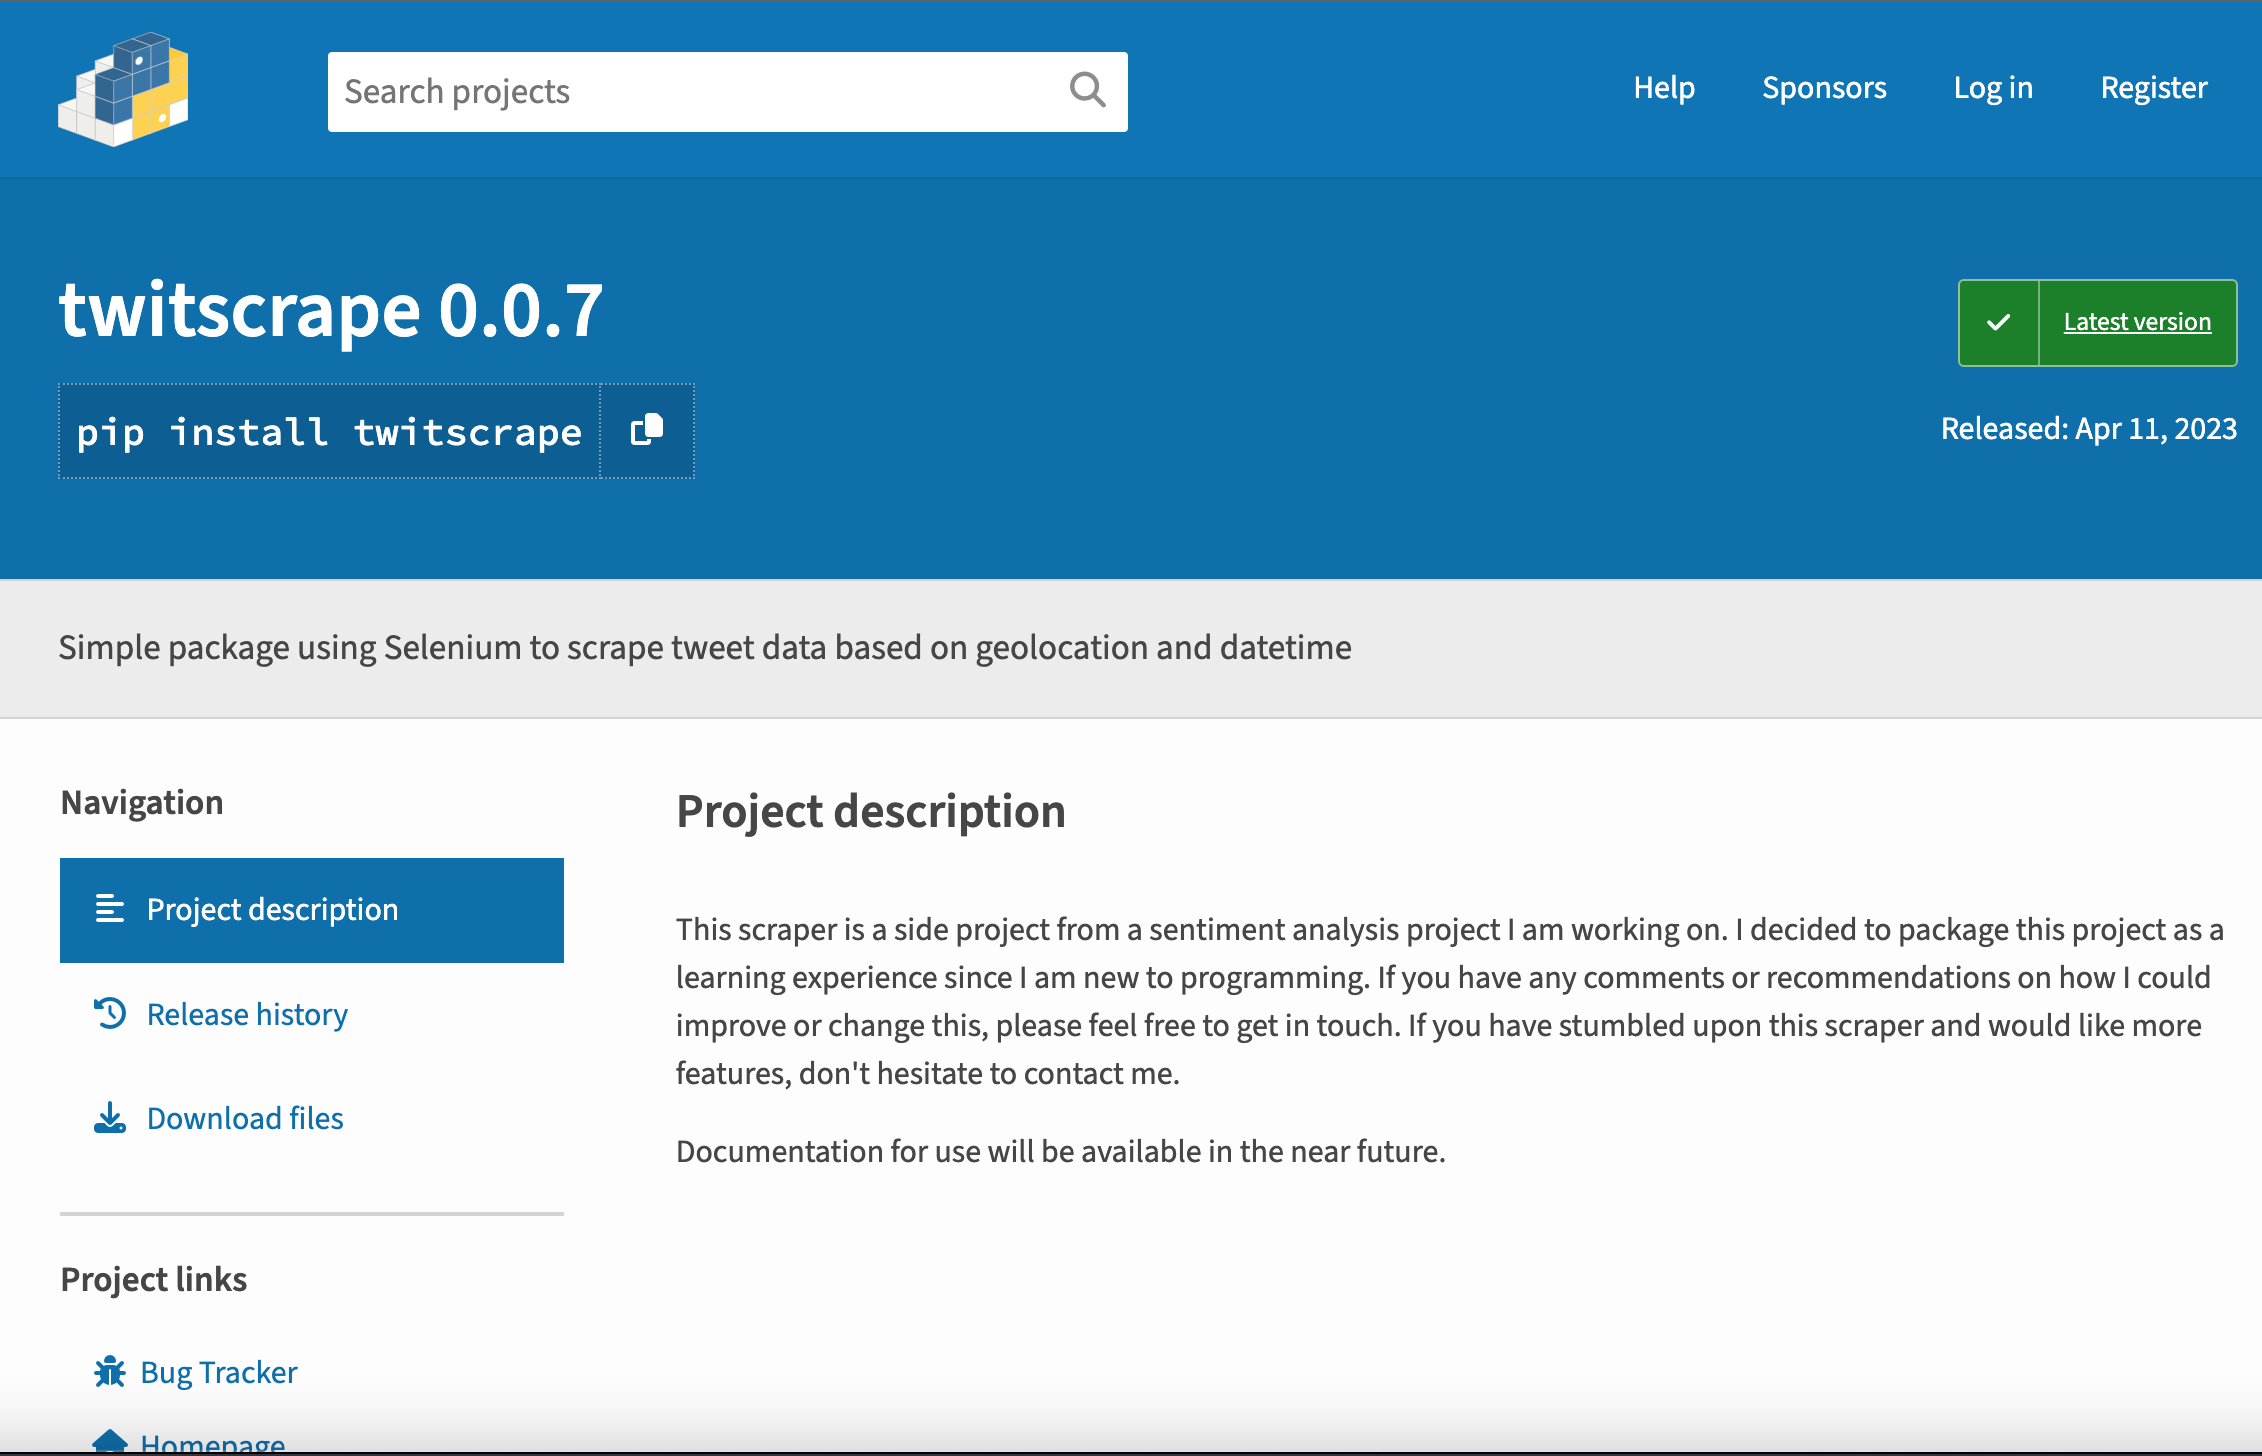 Search projects
Help
Sponsors
Log in
Register
twitscrape 0.0.7
pip install twitscrape
Latest version
Released: Apr 11, 2023
Simple package using Selenium to scrape tweet data based on geolocation and datetime
Navigation
Project description
Release history
Download files
Project links
Bug Tracker
Homepage
Project description
This scraper is a side project from a sentiment analysis project I am working on. I decided to package this project as a
learning experience since I am new to programming. If you have any comments or recommendations on how I could
improve or change this, please feel free to get in touch. If you have stumbled upon this scraper and would like more
features, don't hesitate to contact me.
Documentation for use will be available in the near future.